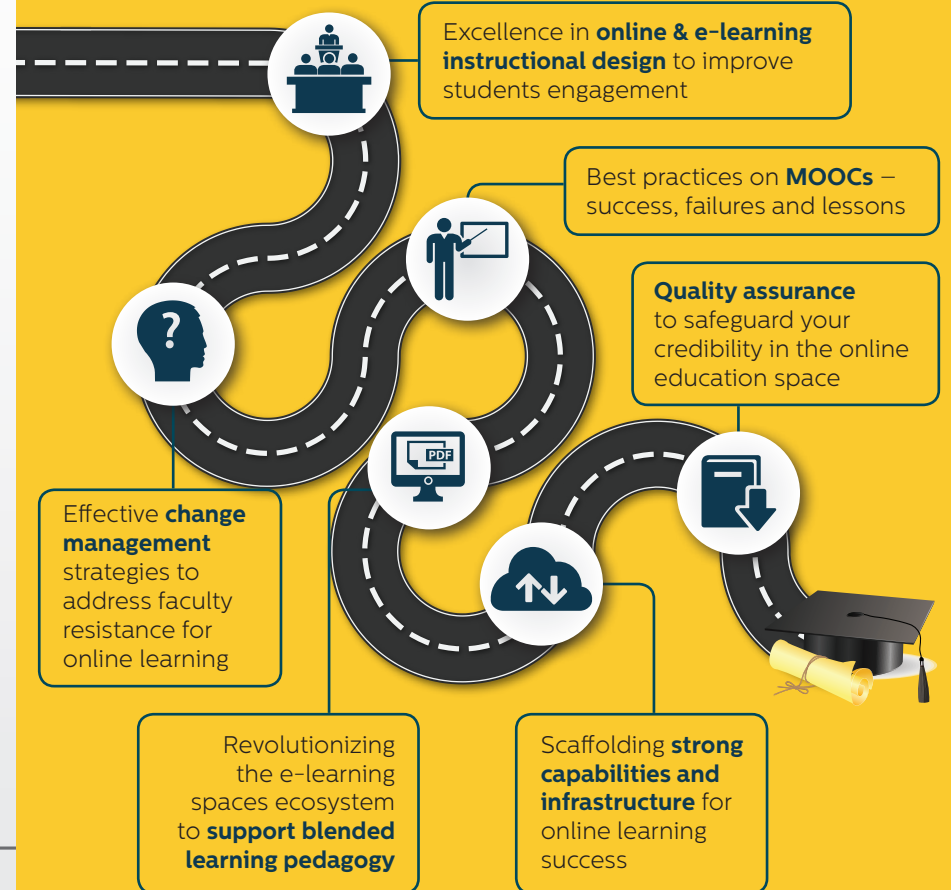 Excellence in online & e-learning
instructional design to improve
students engagement
Best practices on MOOCs –
success, failures and lessons
Quality assurance
to safeguard your
credibility in the online
education space
?
PDF
Effective change
management
strategies to
address faculty
resistance for
online learning
Revolutionizing
the e-learning
spaces ecosystem
to support blended
learning pedagogy
Scaffolding strong
capabilities and
infrastructure for
online learning
success